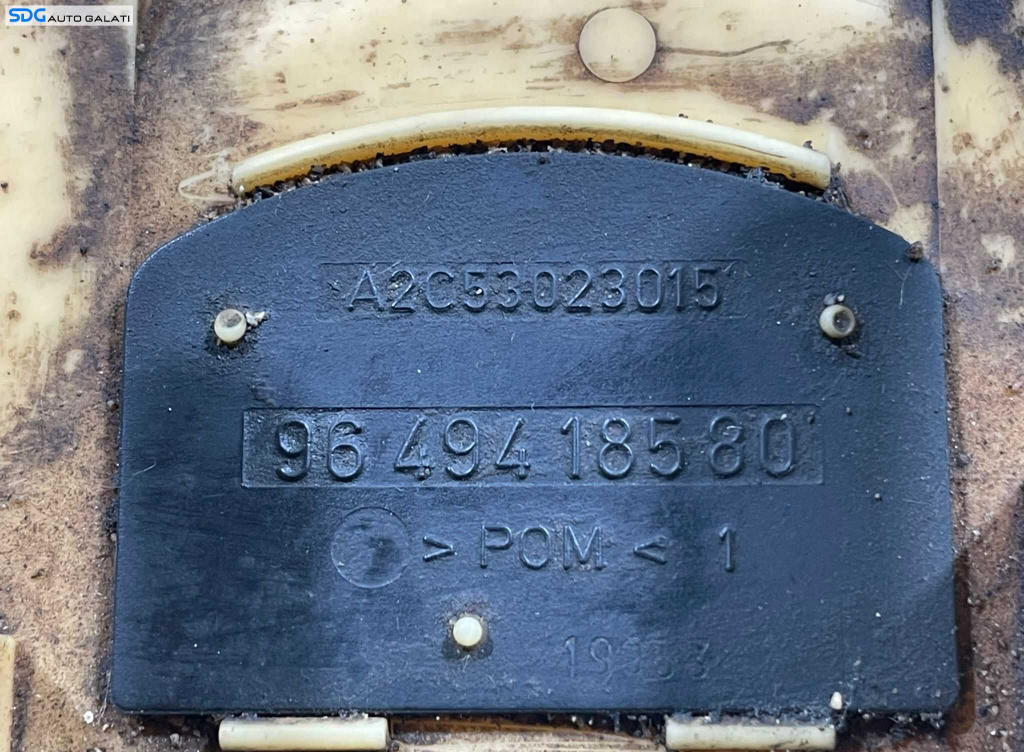 SDG AUTO GALATI
A2C53023015
96 494 185 80
> POM < 1